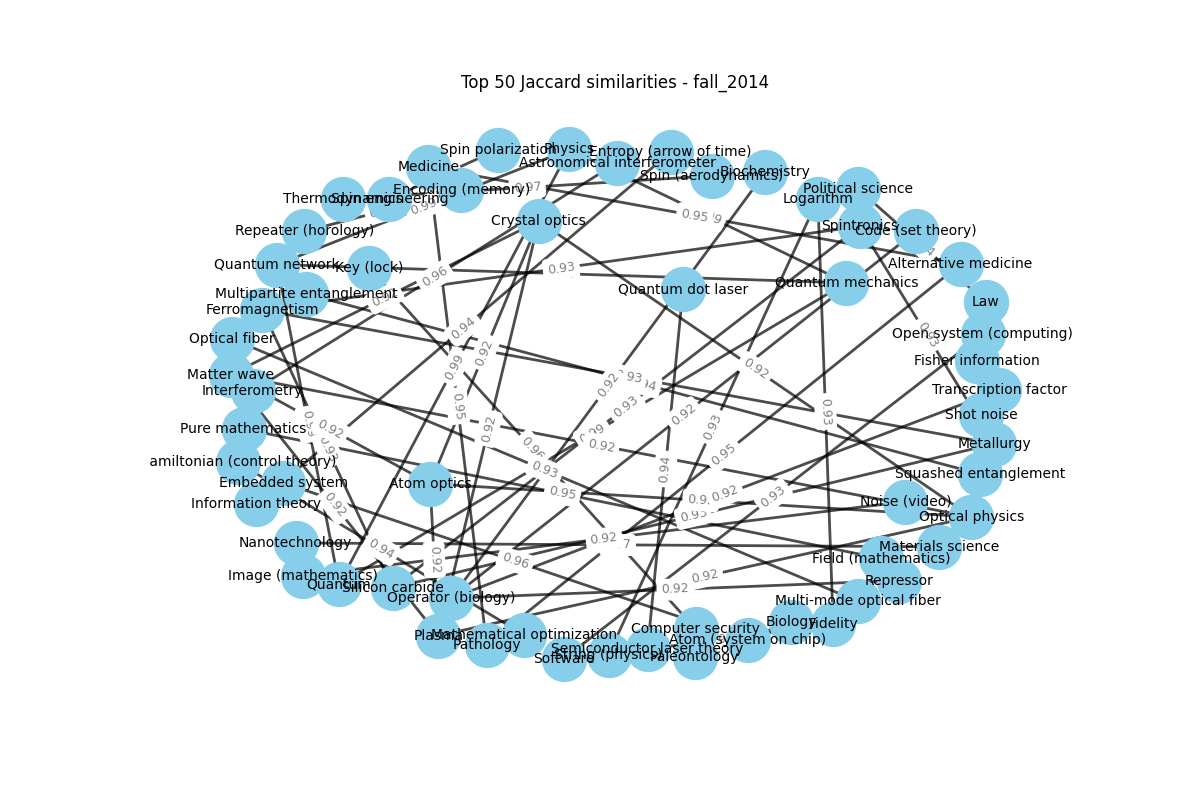 Top 50 Jaccard similarities - fall_2014
Spin polarization
Physics
Entropy (arrow of time)
Astronomical interferometer
Medicine
Biochemistry
Spin (aerodynamics)
Encoding (memory)
0.97
Political science
Thermodynamics
Spin engineering
Logarithm
0.99
0.95
Crystal optics
Spintronics
Code (set theory)
Repeater (horology)
Quantum network
Key (lock)
0.93
Alternative medicine
0.96
Quantum mechanics
Quantum dot laser
Multipartite entanglement
Law
Ferromagnetism
0.94
Open system (computing)
0.93
Optical fiber
0.92
Fisher information
0.99
0.92
Matter wave
0.92
Interferometry
Transcription factor
0.95
0.93
0.92
0.93
Shot noise
Pure mathematics
0.92
0.92
0.93
0.92
Metallurgy
0.96
0.95
amiltonian (control theory)
0.93
0.94
Squashed entanglement
Embedded system
Atom optics
0.95
0.92
0.93
Information theory
0.92
Noise (video)
Optical physics
0.95
Nanotechnology
0.94
0.92
Materials science
0.92
0.96
Field (mathematics)
Image (mathematics)
Quantum
0.92
Silicon carbide
0.92
Repressor
Operator (biology)
Multi-mode optical fiber
Plasma
Mathematical optimization
Computer security
Biology
Fidelity
Pathology
Atom (system on chip)
Semiconductor laser theory
String (physics)
Software
Paleontology